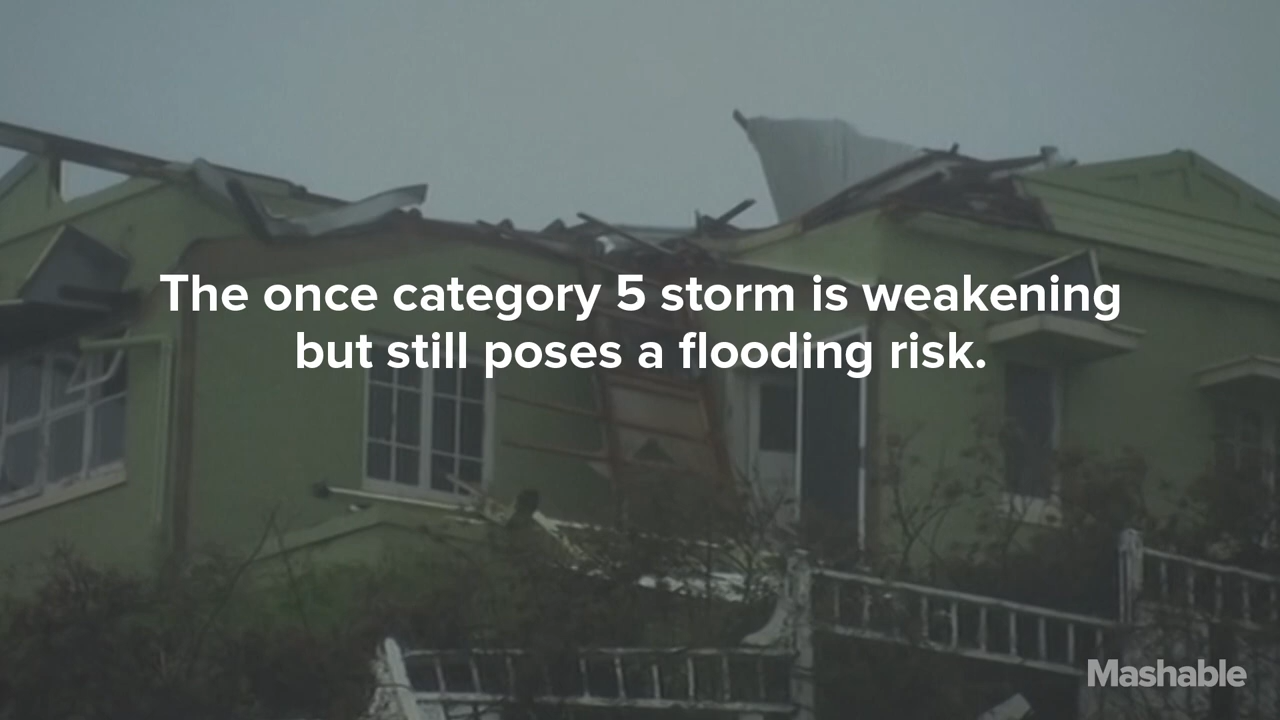 The once category 5 storm is weakening
but still poses a flooding risk.
Mashable